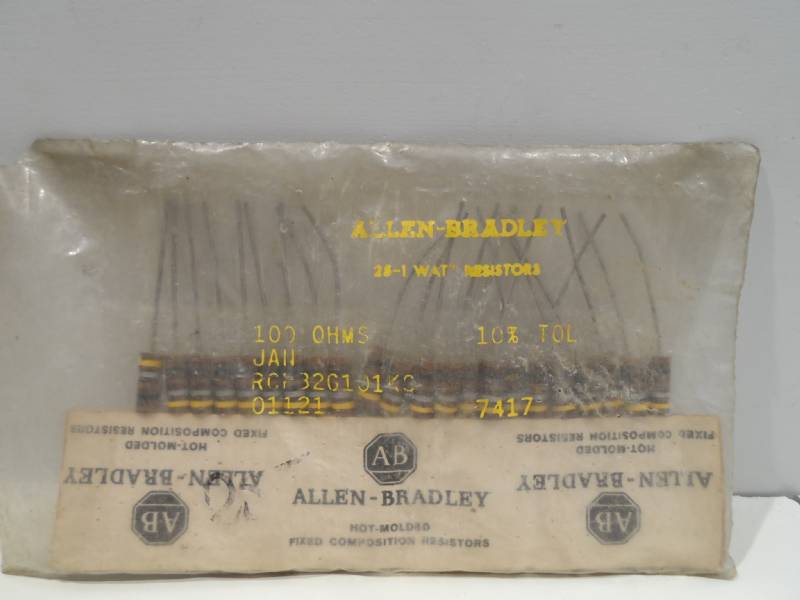 ALLEN-BRADLEY
25-1 WATT RESISTORS
100 OHMS 10% TOL
JAN
RCR32G101KS
01121 7417
HOT-MOLDED
FIXED COMPOSITION RESISTORS
ALLEN-BRADLEY
AB
AB
ALLEN-BRADLEY
HOT-MOLDED
FIXED COMPOSITION RESISTORS
HOT-MOLDED
FIXED COMPOSITION RESISTORS
ALLEN-BRADLEY
AB